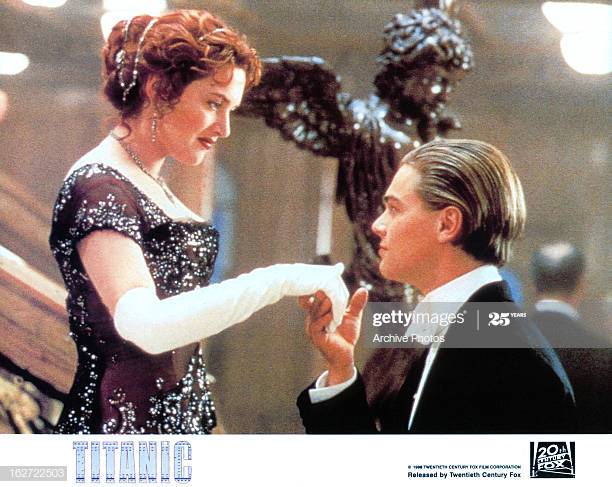 gettyimages® | 25 YEARS
Archive Photos
162722503
TITANIC
© 1998 TWENTIETH CENTURY FOX FILM CORPORATION
Released by Twentieth Century Fox
20TH CENTURY FOX